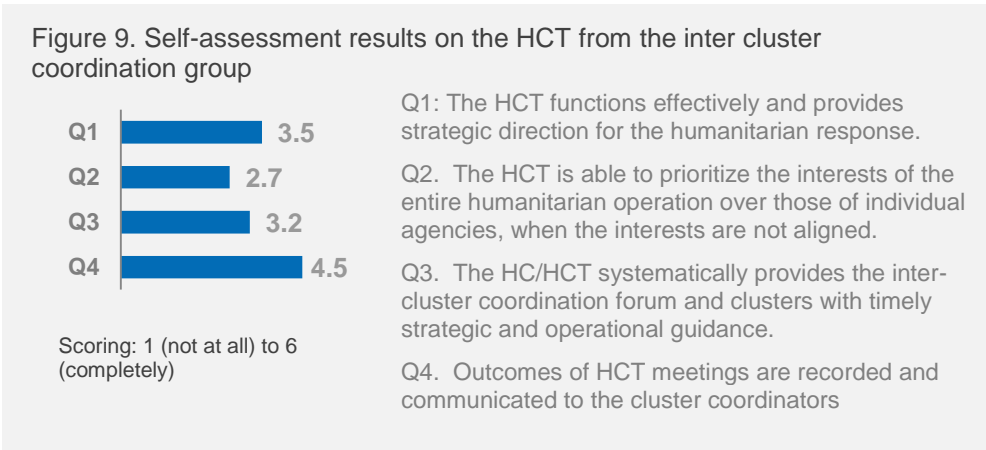 Figure 9. Self-assessment results on the HCT from the inter cluster
coordination group
Q1 3.5
Q2 2.7
Q3 3.2
Q4 4.5
Scoring: 1 (not at all) to 6
(completely)
Q1: The HCT functions effectively and provides
strategic direction for the humanitarian response.
Q2. The HCT is able to prioritize the interests of the
entire humanitarian operation over those of individual
agencies, when the interests are not aligned.
Q3. The HC/HCT systematically provides the inter-
cluster coordination forum and clusters with timely
strategic and operational guidance.
Q4. Outcomes of HCT meetings are recorded and
communicated to the cluster coordinators